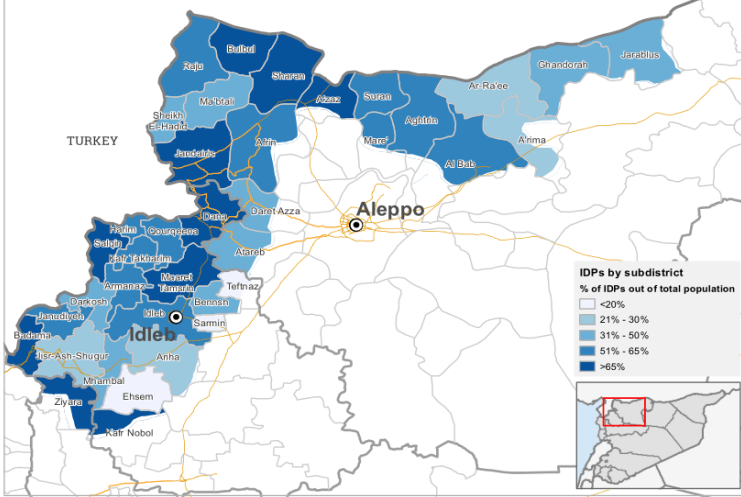 Bulbul
Raju
Sharan
Jarablus
Ghandorah
Ar-Ra'ee
Azaz
Suran
Ma'btali
Sheikh
El-Hadid
Aghtrin
TURKEY
Afrin
Mare'
A'rima
Jandairis
Al Bab
Daret Azza
Dana
Aleppo
Harim
Qourqeena
Salqin
Kafr Takharim
Atareb
Maaret
Tamsrin
Armanaz
Teftnaz
Darkosh
Bennsh
Janudiyeh
Idleb
Sarmin
Badama
Idleb
Jisr-Ash-Shugur
Anha
Mhambal
Ziyara
Ehsem
Kafr Nobol
IDPs by subdistrict
% of IDPs out of total population
<20%
21% - 30%
31% - 50%
51% - 65%
>65%